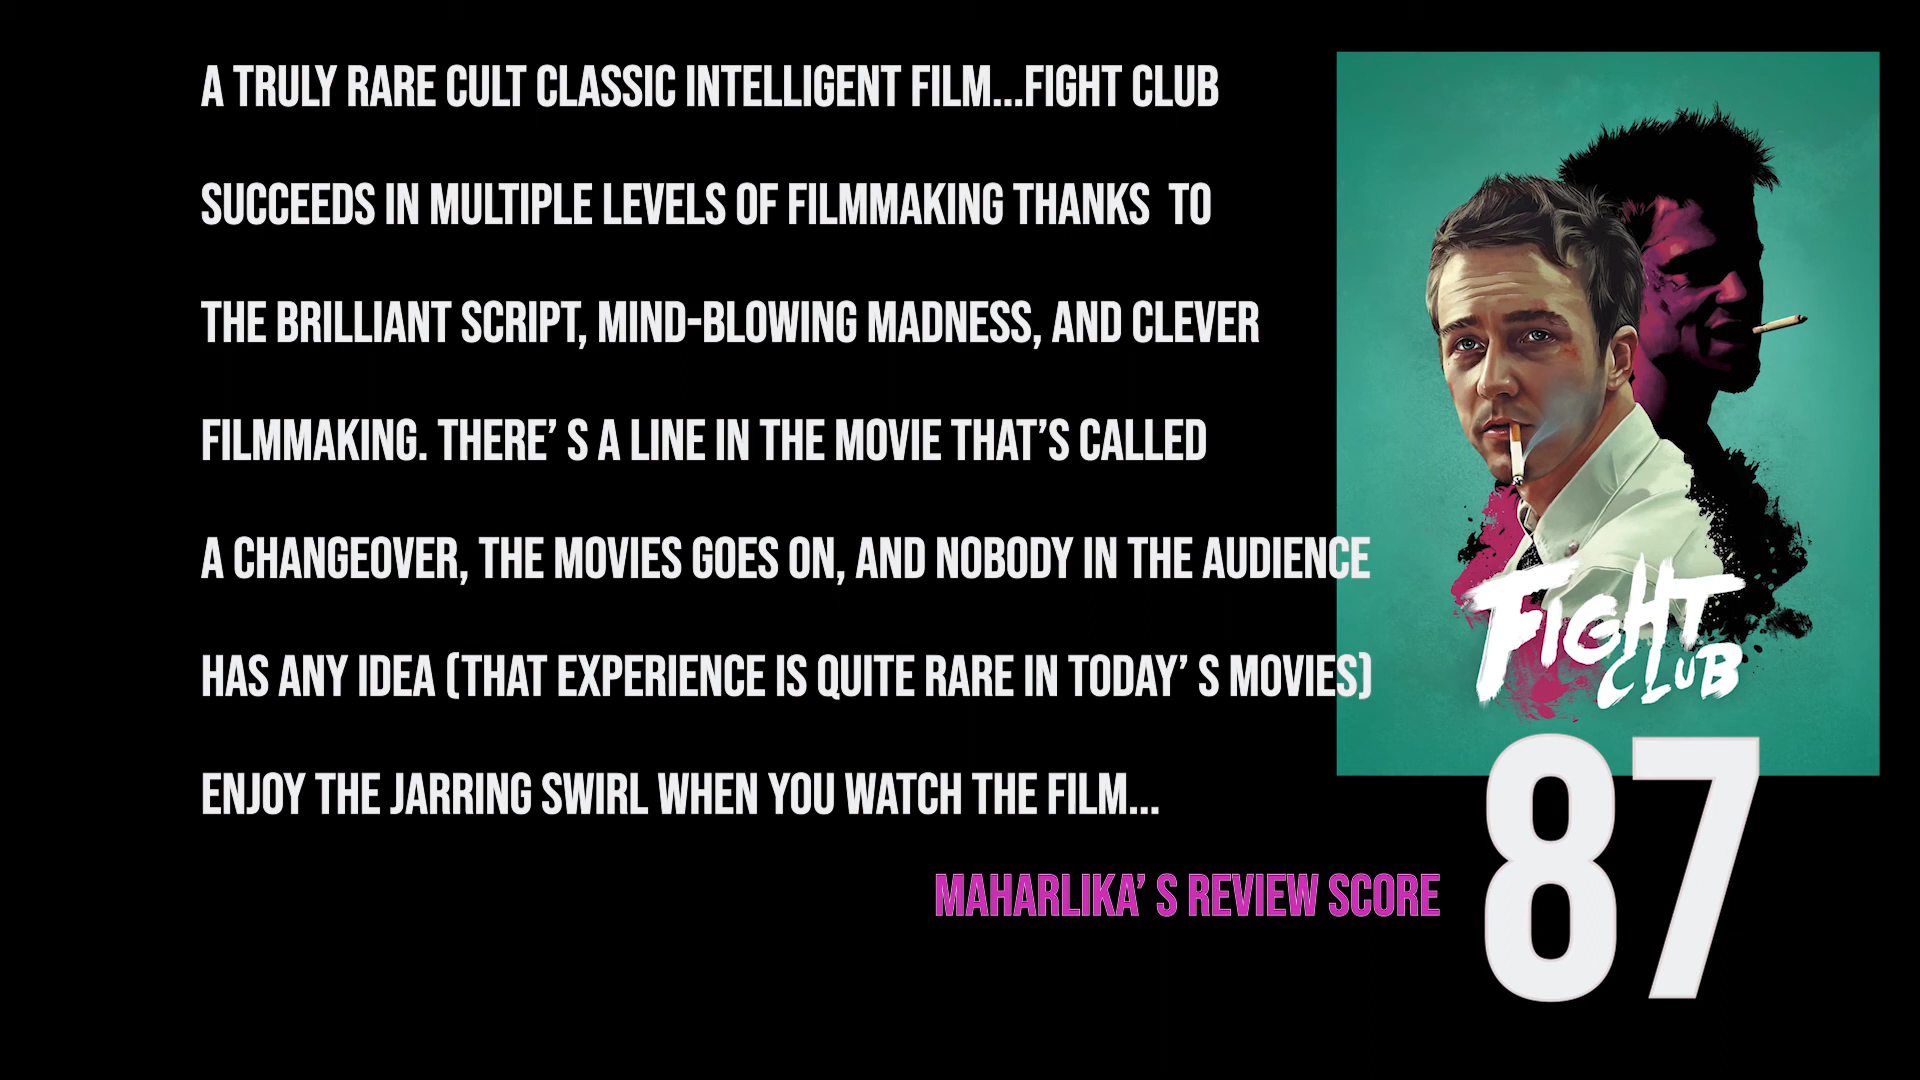 A TRULY RARE CULT CLASSIC INTELLIGENT FILM...FIGHT CLUB
SUCCEEDS IN MULTIPLE LEVELS OF FILMMAKING THANKS  TO
THE BRILLIANT SCRIPT, MIND-BLOWING MADNESS, AND CLEVER
FILMMAKING. THERE’ S A LINE IN THE MOVIE THAT’S CALLED
A CHANGEOVER, THE MOVIES GOES ON, AND NOBODY IN THE AUDIENCE
HAS ANY IDEA (THAT EXPERIENCE IS QUITE RARE IN TODAY’ S MOVIES)
ENJOY THE JARRING SWIRL WHEN YOU WATCH THE FILM...
FIGHT
CLUB
MAHARLIKA’ S REVIEW SCORE
87